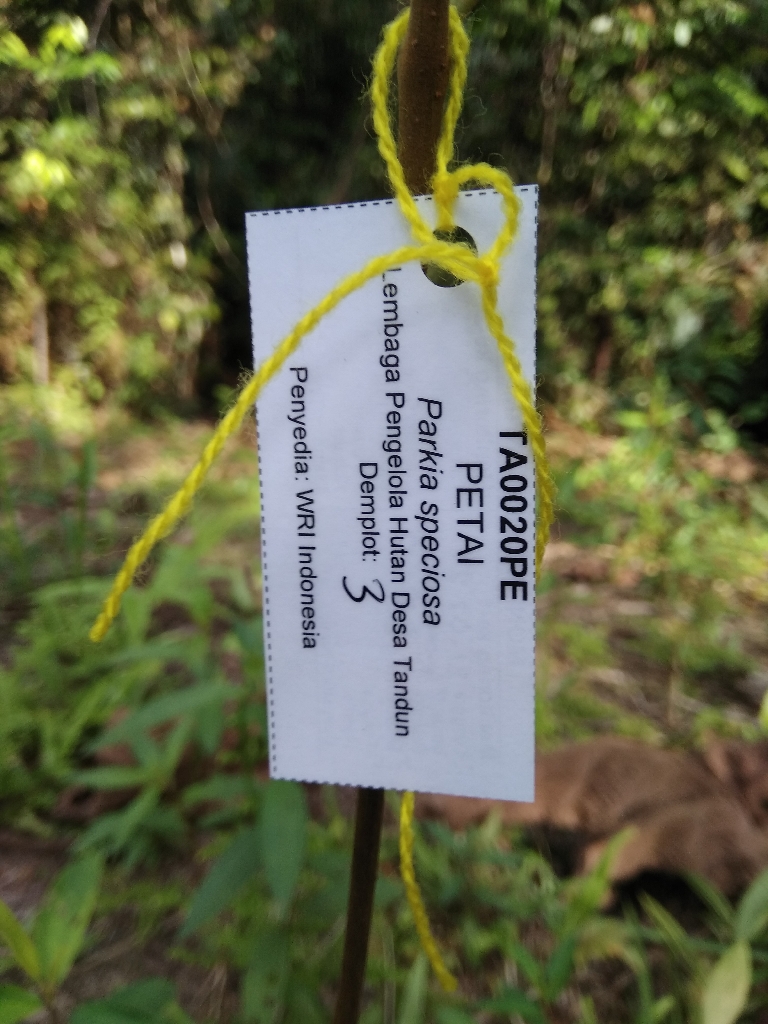 TA0020PE
PETAI
Parkia speciosa
Lembaga Pengelola Hutan Desa Tandun
Demplot: 3
Penyedia: WRI Indonesia